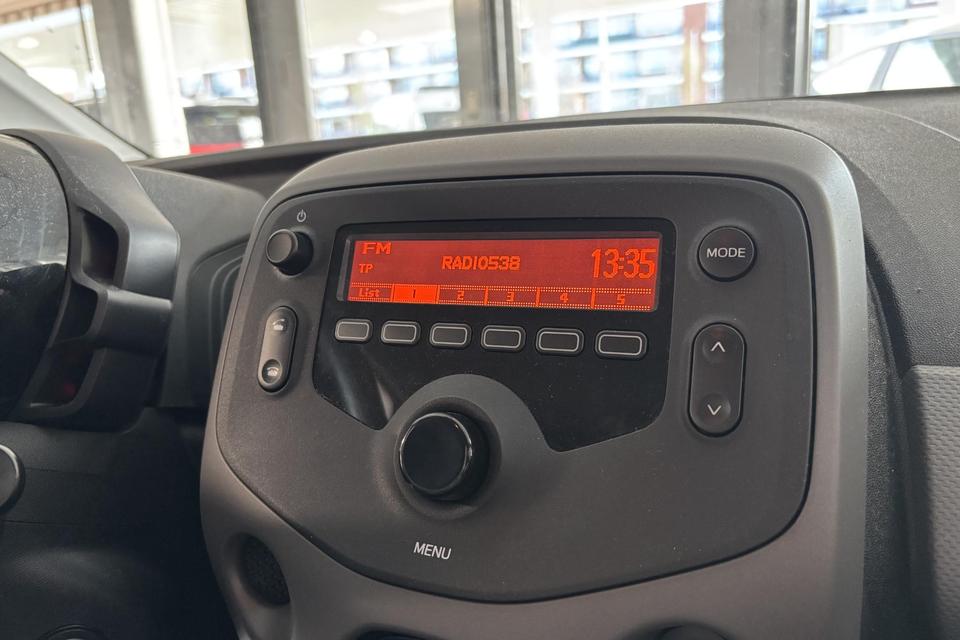 FM
TP
RADIO538
13:35
List 1 2 3 4 5
MODE
MENU